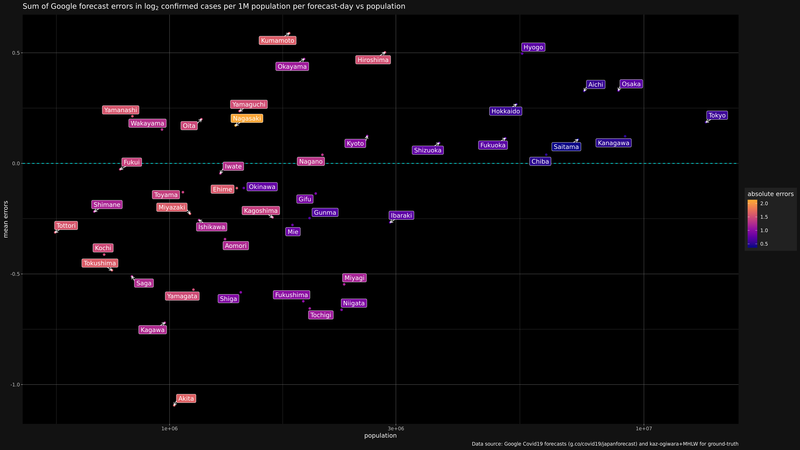 Sum of Google forecast errors in log2 confirmed cases per 1M population per forecast-day vs population
Kumamoto
Hyogo
0.5
Hiroshima
Okayama
Aichi
Osaka
Yamaguchi
Yamanashi
Hokkaido
Nagasaki
Tokyo
Wakayama
Oita
Kyoto
Kanagawa
Fukuoka
Saitama
Shizuoka
0.0
Fukui
Nagano
Chiba
Iwate
Ehime
Okinawa
Toyama
Gifu
Shimane
Miyazaki
Kagoshima
Gunma
Ibaraki
Tottori
Ishikawa
Mie
Aomori
Kochi
Tokushima
-0.5
Miyagi
Saga
Yamagata
Shiga
Fukushima
Niigata
Tochigi
Kagawa
-1.0
Akita
mean errors
absolute errors
2.0
1.5
1.0
0.5
1e+06
3e+06
1e+07
population
Data source: Google Covid19 forecasts (g.co/covid19/japanforecast) and kaz-ogiwara+MHLW for ground-truth